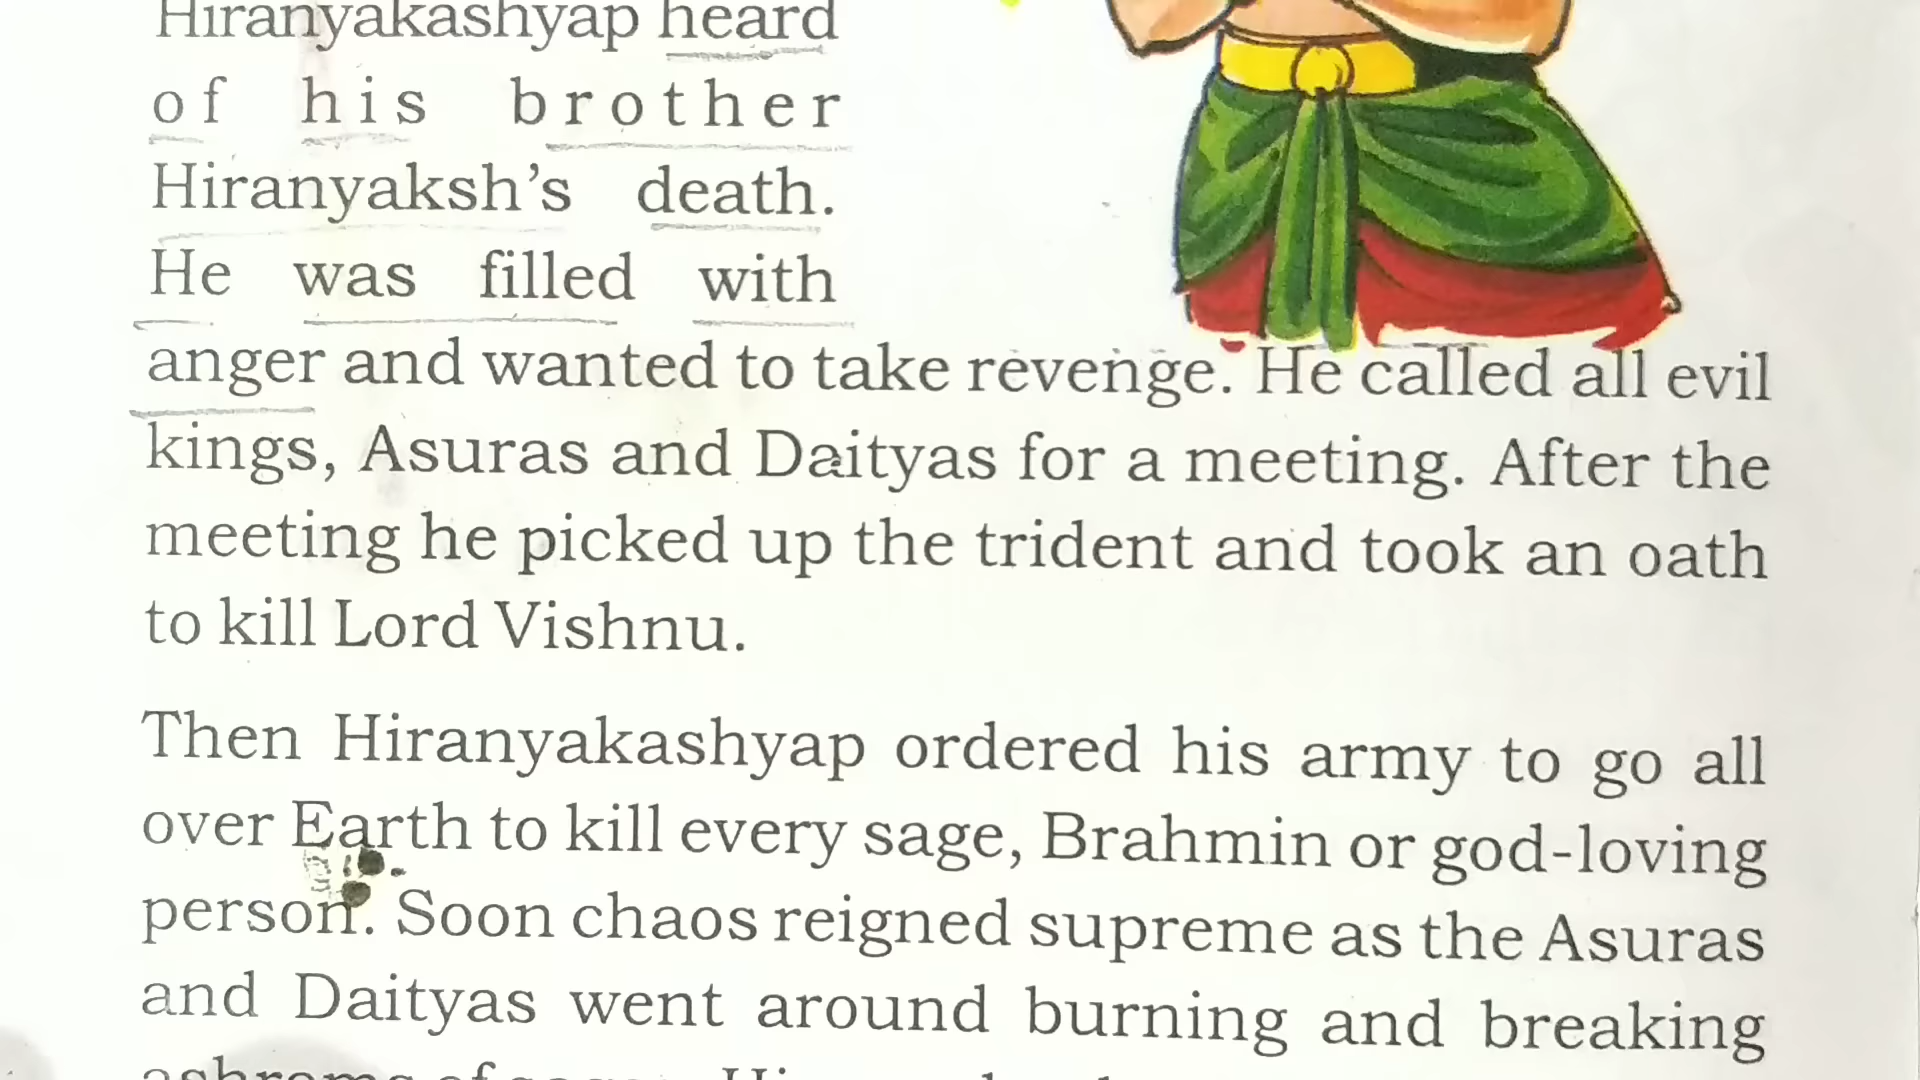 Hiranyakashyap heard
of his brother
Hiranyaksh's death.
He was filled with
anger and wanted to take revenge. He called all evil
kings, Asuras and Daityas for a meeting. After the
meeting he picked up the trident and took an oath
to kill Lord Vishnu.
Then Hiranyakashyap ordered his army to go all
over Earth to kill every sage, Brahmin or god-loving
person. Soon chaos reigned supreme as the Asuras
and Daityas went around burning and breaking
ashrams of